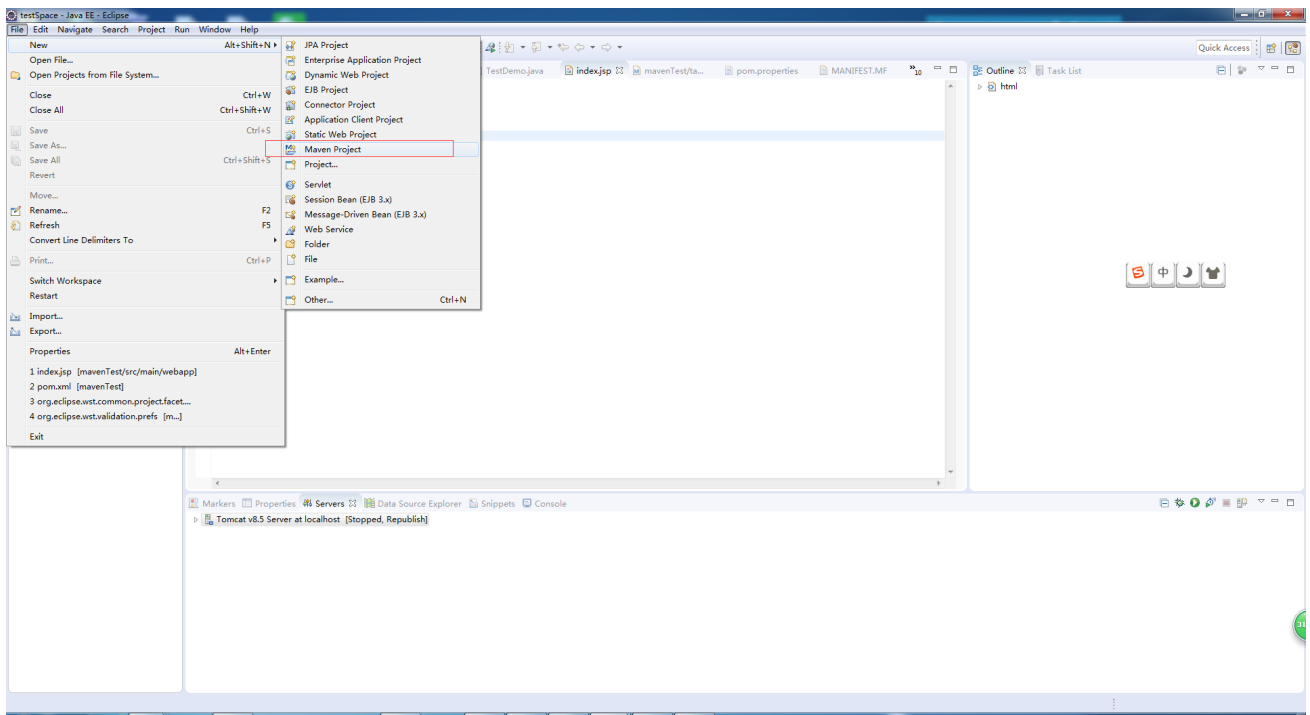 testSpace - Java EE - Eclipse
File Edit Navigate Search Project Run Window Help
New Alt+Shift+N
Open File...
Open Projects from File System...
Close Ctrl+W
Close All Ctrl+Shift+W
Save Ctrl+S
Save As...
Save All Ctrl+Shift+S
Revert
Move...
Rename... F2
Refresh F5
Convert Line Delimiters To
Print... Ctrl+P
Switch Workspace
Restart
Import...
Export...
Properties Alt+Enter
1 index.jsp [mavenTest/src/main/webapp]
2 pom.xml [mavenTest]
3 org.eclipse.wst.common.project.facet....
4 org.eclipse.wst.validation.prefs [m...]
Exit
JPA Project
Enterprise Application Project
Dynamic Web Project
EJB Project
Connector Project
Application Client Project
Static Web Project
Maven Project
Project...
Servlet
Session Bean (EJB 3.x)
Message-Driven Bean (EJB 3.x)
Web Service
Folder
File
Example...
Other... Ctrl+N
Quick Access
TestDemo.java index.jsp mavenTest/ta... pom.properties MANIFEST.MF »10
Outline Task List
html
S 中
Markers Properties Servers Data Source Explorer Snippets Console
Tomcat v8.5 Server at localhost [Stopped, Republish]